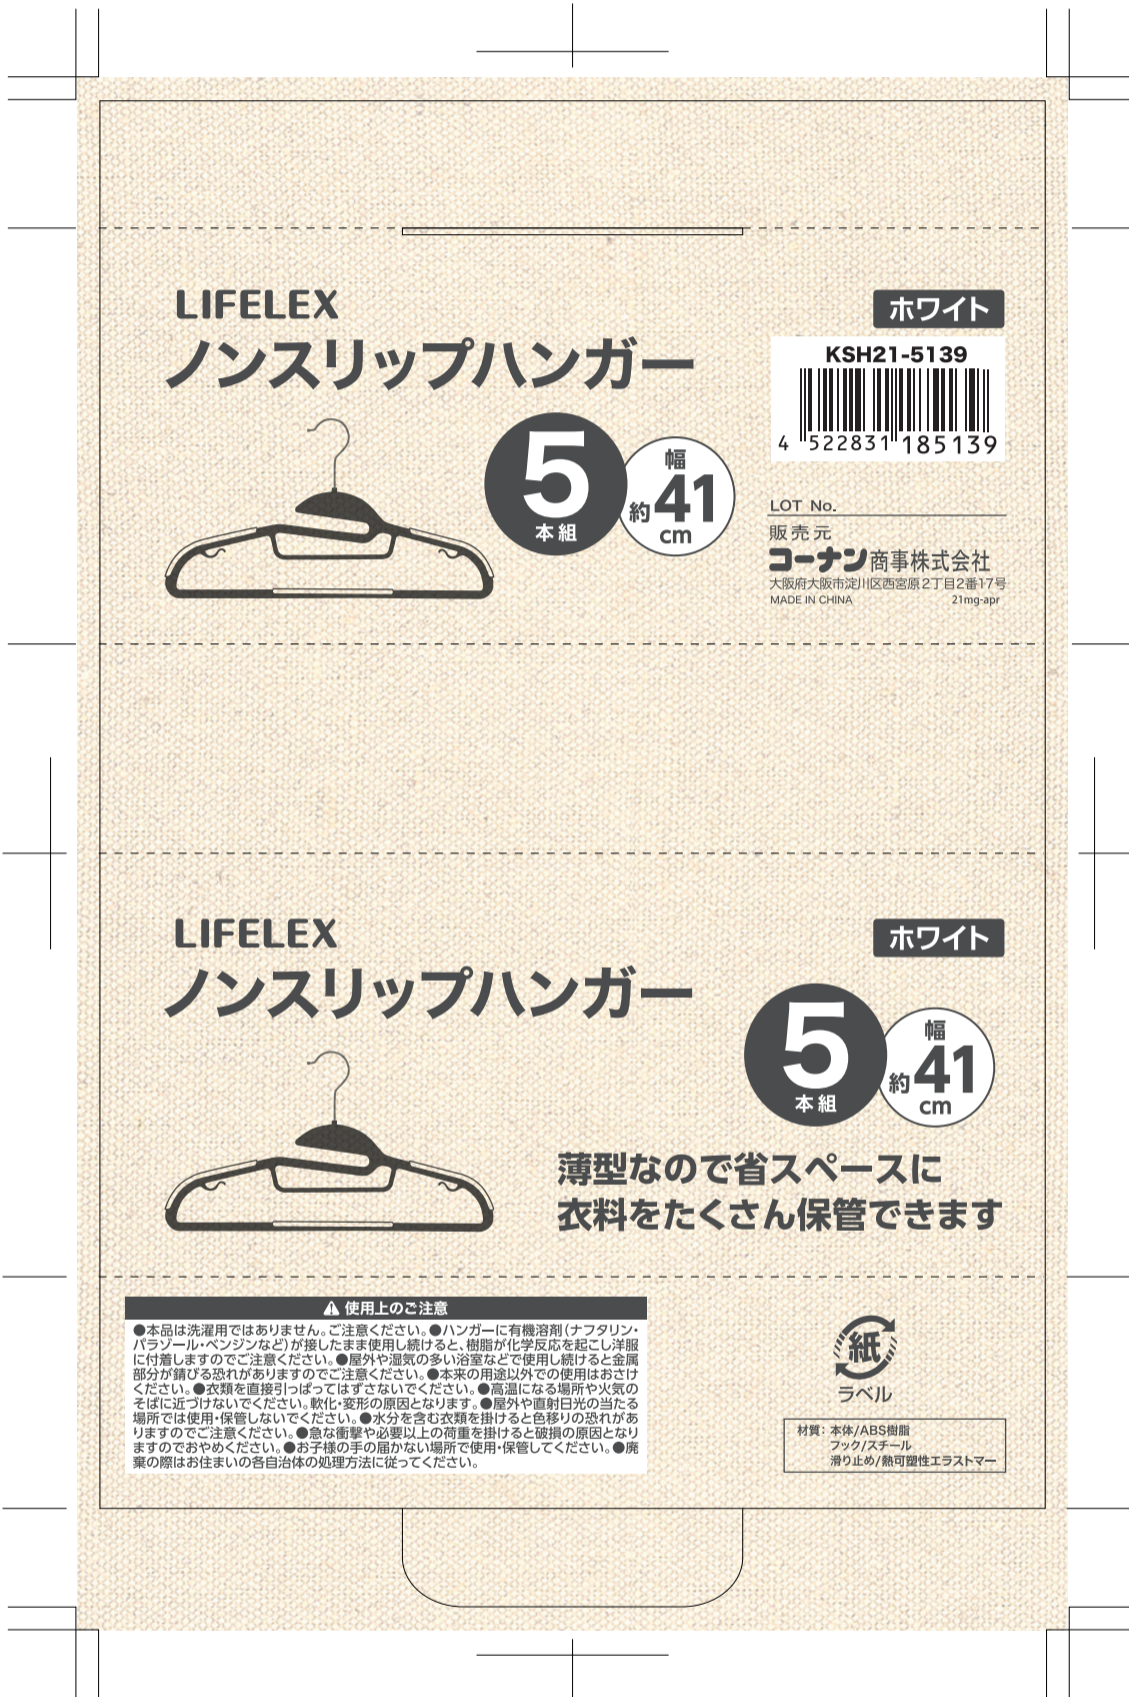 LIFELEX
ノンスリップハンガー
5
本組
幅
約41
cm
ホワイト
KSH21-5139
4 522831 185139
LOT No.
販売元
コーナン商事株式会社
大阪府大阪市淀川区西宮原2丁目2番17号
MADE IN CHINA 21mg-apr
LIFELEX
ノンスリップハンガー
ホワイト
5
本組
幅
約41
cm
薄型なので省スペースに
衣料をたくさん保管できます
使用上のご注意
●本品は洗濯用ではありません。ご注意ください。●ハンガーに有機溶剤(ナフタリン・
パラゾール・ベンジンなど)が接したまま使用し続けると、樹脂が化学反応を起こし洋服
に付着しますのでご注意ください。●屋外や湿気の多い浴室などで使用し続けると金属
部分が錆びる恐れがありますのでご注意ください。●本来の用途以外での使用はおさけ
ください。●衣類を直接引っぱってはずさないでください。●高温になる場所や火気の
そばに近づけないでください。軟化・変形の原因となります。●屋外や直射日光の当たる
場所では使用・保管しないでください。●水分を含む衣類を掛けると色移りの恐れがあ
りますのでご注意ください。●急な衝撃や必要以上の荷重を掛けると破損の原因となり
ますのでおやめください。●お子様の手の届かない場所で使用・保管してください。●廃
棄の際はお住まいの各自治体の処理方法に従ってください。
紙
ラベル
材質：本体/ABS樹脂
フック/スチール
滑り止め/熱可塑性エラストマー